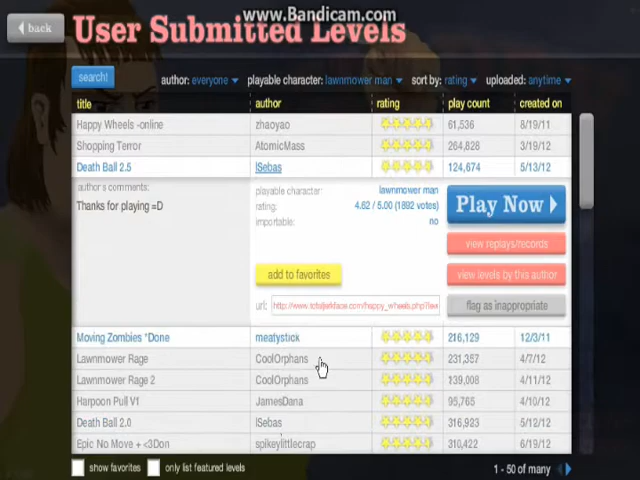 www.Bandicam.com
back
User Submitted Levels
search! author: everyone playable character: lawnmower man sort by: rating uploaded: anytime
title author rating play count created on
Happy Wheels -online zhaoyao 61,536 8/19/11
Shopping Terror AtomicMass 264,828 3/19/12
Death Ball 2.5 lSebas 124,674 5/13/12
author's comments:
Thanks for playing =D
playable character: lawnmower man
rating: 4.62 / 5.00 (1892 votes)
importable: no
Play Now
view replays/records
add to favorites
view levels by this author
url:
flag as inappropriate
Moving Zombies *Done meatystick 216,129 12/3/11
Lawnmower Rage CoolOrphans 231,357 4/7/12
Lawnmower Rage 2 CoolOrphans 139,008 4/11/12
Harpoon Pull V1 JamesDana 95,765 4/10/12
Death Ball 2.0 lSebas 316,923 5/12/12
Epic No Move + <3Don spikeylittlecrap 310,422 6/19/12
show favorites only list featured levels 1 - 50 of many